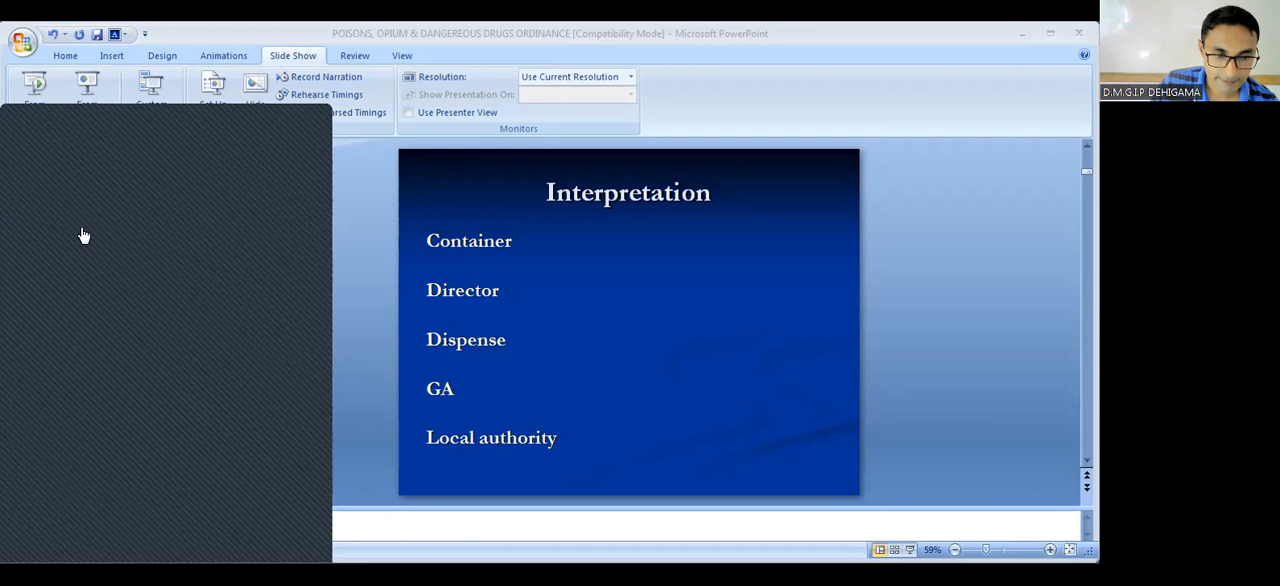 POISONS, OPIUM & DANGEREOUS DRUGS ORDINANCE [Compatibility Mode] - Microsoft PowerPoint
Home Insert Design Animations Slide Show Review View
Record Narration
Rehearse Timings
Timings
Resolution: Use Current Resolution
Show Presentation On:
Use Presenter View
Monitors
D.M.G.I.P DEHIGAMA
Interpretation
Container
Director
Dispense
GA
Local authority
59%